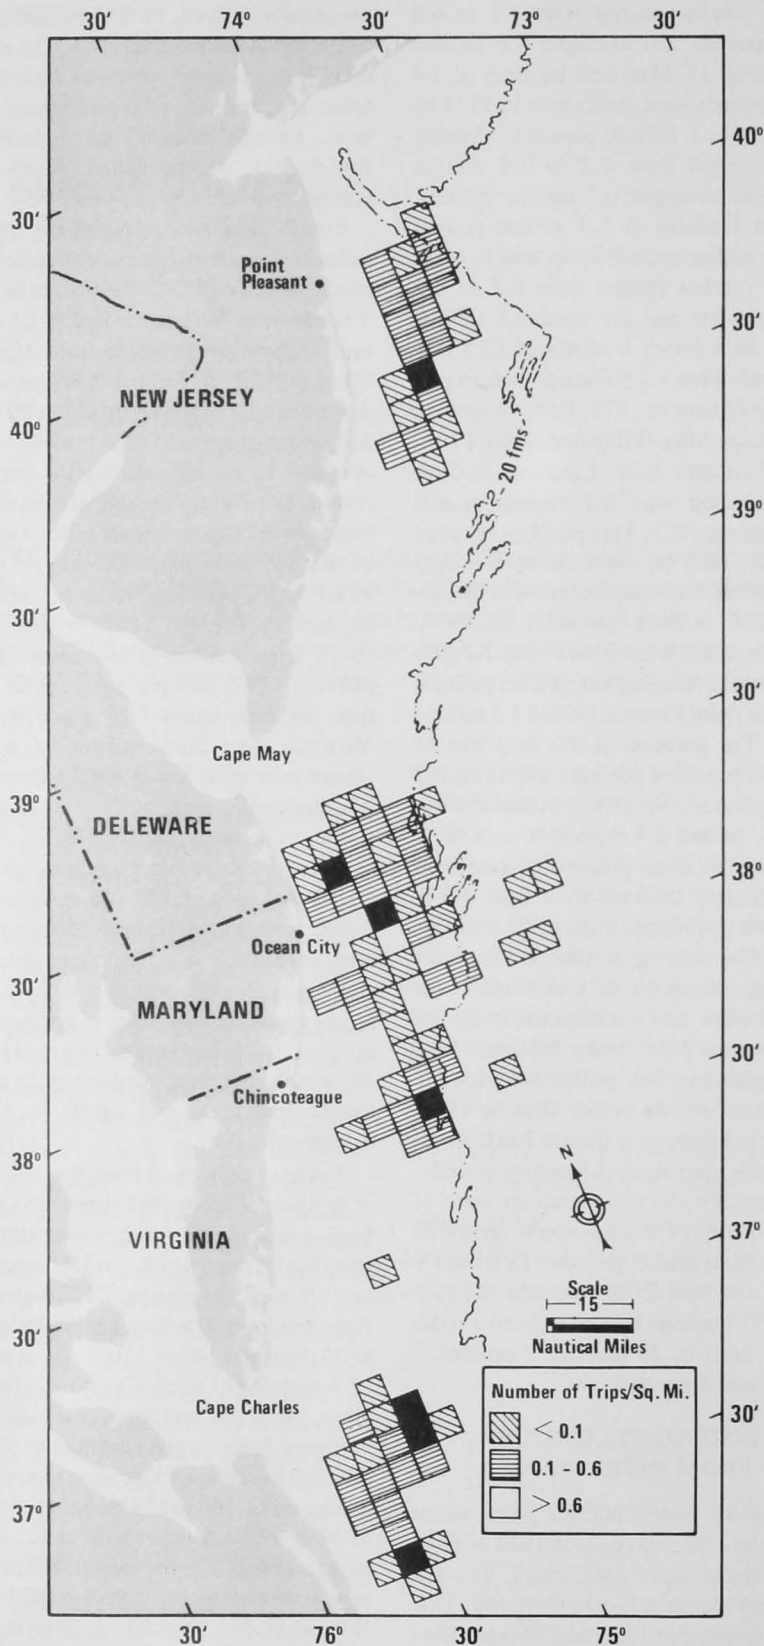 30' 74° 30' 73° 30'
40°
30'
Point
Pleasant
30'
NEW JERSEY
40°
20 fms
39°
30'
30'
Cape May
39°
DELEWARE
38°
Ocean City
30'
MARYLAND
30'
Chincoteague
38°
N
37°
VIRGINIA
Scale
15
Nautical Miles
30'
Number of Trips/Sq. Mi.
< 0.1
0.1 - 0.6
> 0.6
Cape Charles
30'
37°
30' 76° 30' 75°